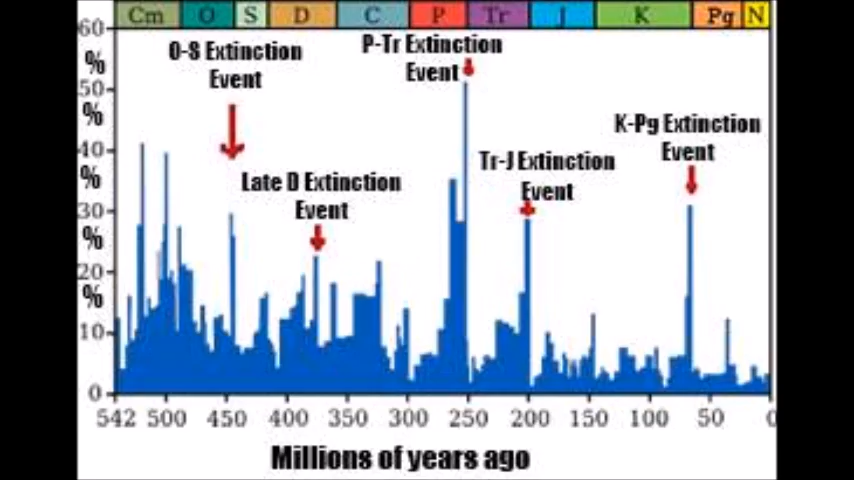 Cm O S D C P Tr J K Pg N
60
%
50
%
40
%
30
%
20
%
10
0
O-S Extinction
Event
P-Tr Extinction
Event
K-Pg Extinction
Event
Tr-J Extinction
Event
Late D Extinction
Event
542 500 450 400 350 300 250 200 150 100 50 0
Millions of years ago